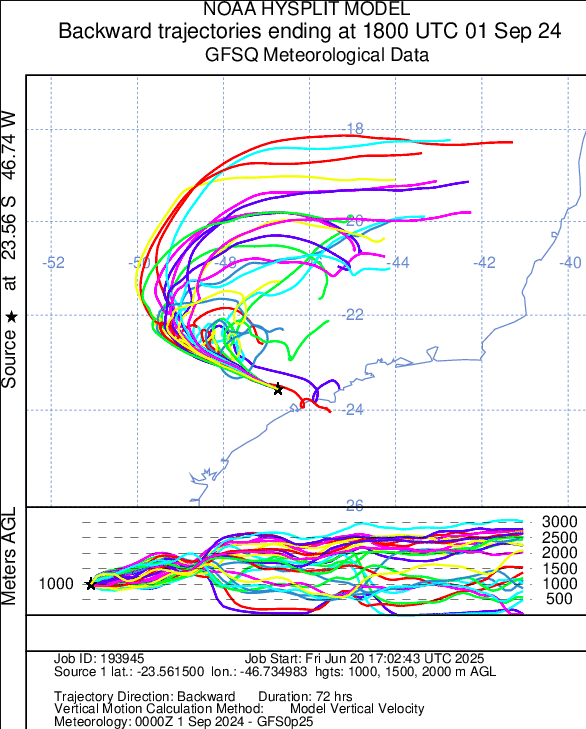 NOAA HYSPLIT MODEL
Backward trajectories ending at 1800 UTC 01 Sep 24
GFSQ Meteorological Data
Source ★ at 23.56 S 46.74 W
-18
-20
-52 -50 -48 -44 -42 -40
-22
-24
-26
Meters AGL
1000
3000
2500
2000
1500
1000
500
Job ID: 193945 Job Start: Fri Jun 20 17:02:43 UTC 2025
Source 1 lat.: -23.561500 lon.: -46.734983 hgts: 1000, 1500, 2000 m AGL
Trajectory Direction: Backward Duration: 72 hrs
Vertical Motion Calculation Method: Model Vertical Velocity
Meteorology: 0000Z 1 Sep 2024 - GFS0p25